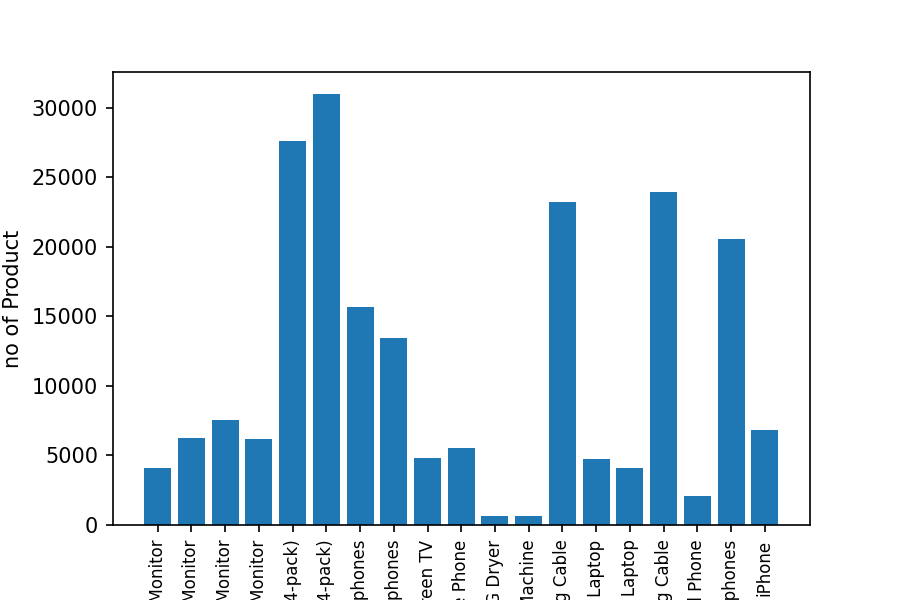 30000
25000
20000
15000
10000
5000
0
no of Product
Monitor
Monitor
Monitor
Monitor
4-pack)
4-pack)
phones
phones
reen TV
e Phone
G Dryer
Machine
g Cable
Laptop
Laptop
g Cable
l Phone
phones
iPhone